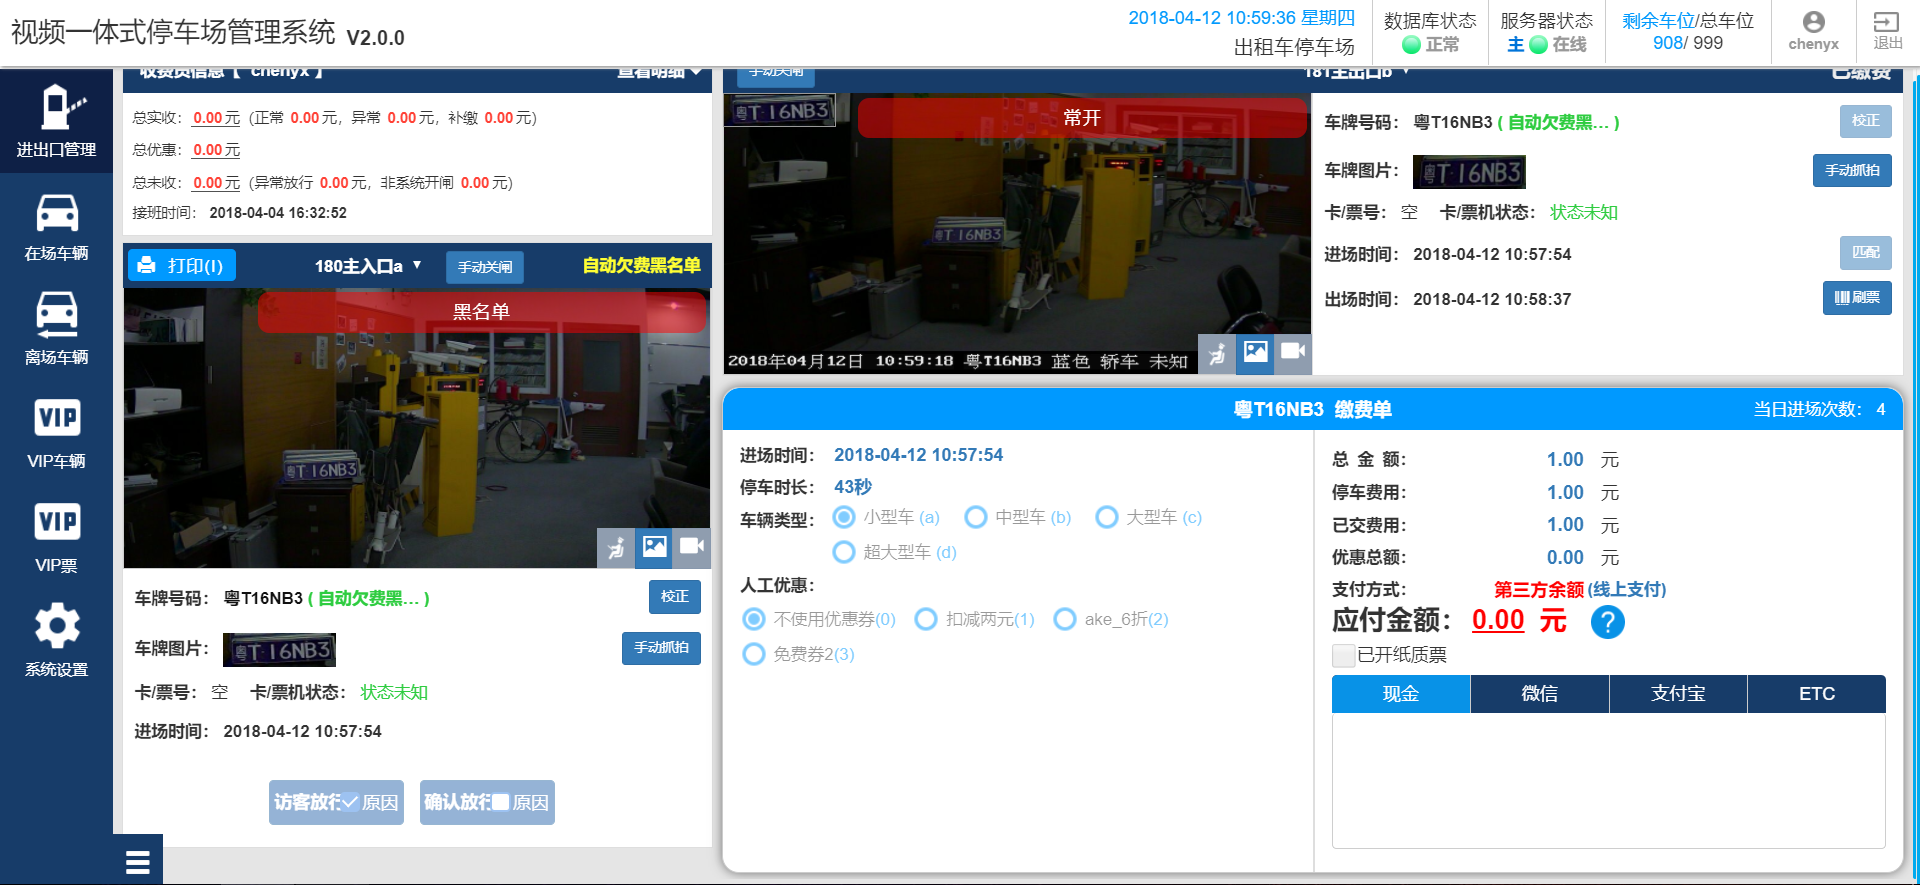 视频一体式停车场管理系统 V2.0.0
2018-04-12 10:59:36 星期四
出租车停车场
数据库状态
正常
服务器状态
主 在线
剩余车位/总车位
908/ 999
chenyx
退出
进出口管理
在场车辆
离场车辆
VIP
VIP车辆
VIP
VIP票
系统设置
收费员信息【 chenyx 】 查看明细
总实收： 0.00元 (正常 0.00元，异常 0.00元，补缴 0.00元)
总优惠： 0.00元
总未收： 0.00元 (异常放行 0.00元，非系统开闸 0.00元)
接班时间： 2018-04-04 16:32:52
打印(I) 180主入口a 手动关闸 自动欠费黑名单
黑名单
粤T·16NB3
车牌号码： 粤T16NB3 ( 自动欠费黑... ) 校正
车牌图片： 粤T·16NB3 手动抓拍
卡/票号： 空 卡/票机状态： 状态未知
进场时间： 2018-04-12 10:57:54
访客放行 原因 确认放行 原因
手动关闸 181主出口b 已缴费
粤T·16NB3
常开
粤T·16NB3
2018年04月12日 10:59:18 粤T16NB3 蓝色 轿车 未知
车牌号码： 粤T16NB3 ( 自动欠费黑... ) 校正
车牌图片： 粤T·16NB3 手动抓拍
卡/票号： 空 卡/票机状态： 状态未知
进场时间： 2018-04-12 10:57:54 匹配
出场时间： 2018-04-12 10:58:37 刷票
粤T16NB3 缴费单 当日进场次数： 4
进场时间： 2018-04-12 10:57:54
停车时长： 43秒
车辆类型： 小型车 (a) 中型车 (b) 大型车 (c)
超大型车 (d)
人工优惠：
不使用优惠券(0) 扣减两元(1) ake_6折(2)
免费券2(3)
总 金 额： 1.00 元
停车费用： 1.00 元
已交费用： 1.00 元
优惠总额： 0.00 元
支付方式： 第三方余额(线上支付)
应付金额： 0.00 元 ?
已开纸质票
现金 微信 支付宝 ETC